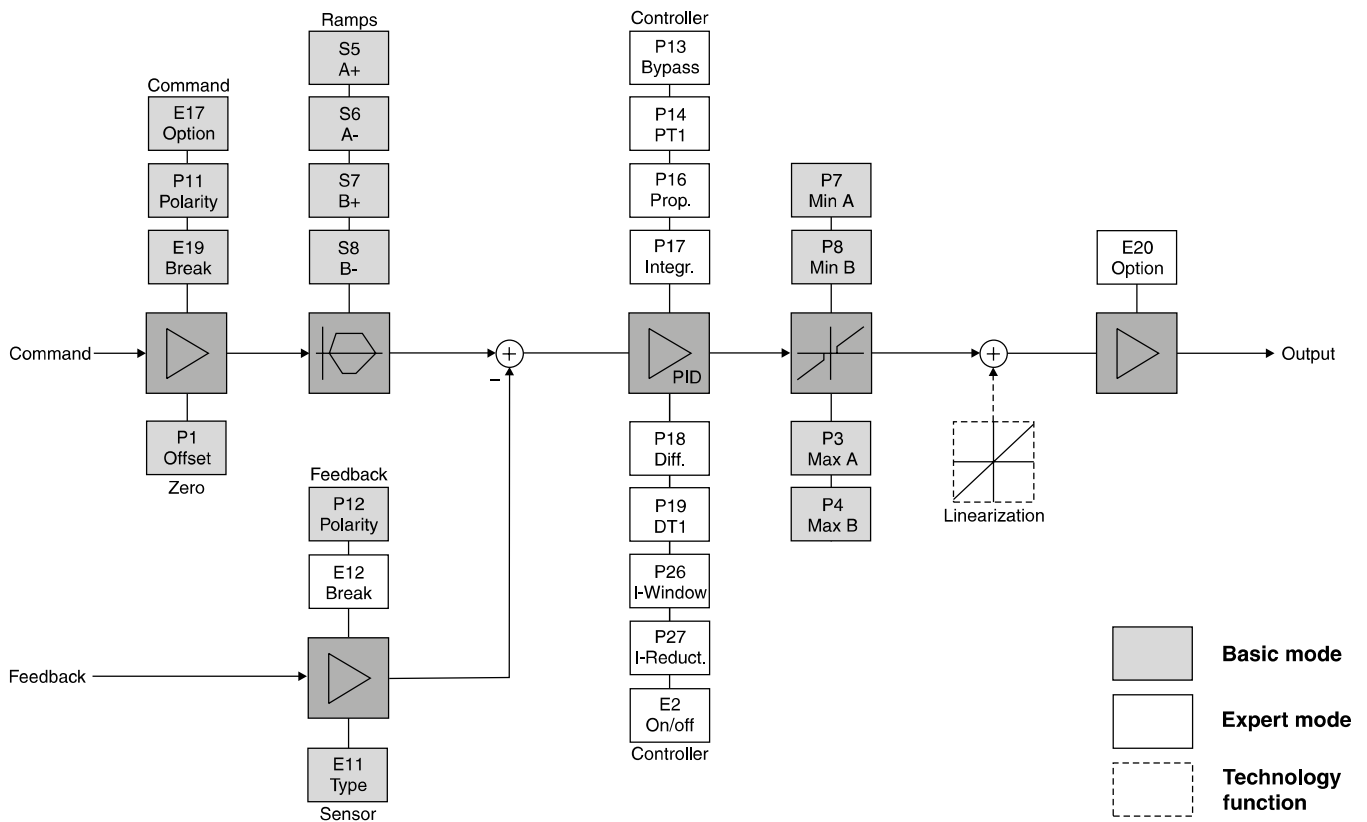 Command
E17
Option
P11
Polarity
E19
Break
Command
P1
Offset
Zero
Ramps
S5
A+
S6
A-
S7
B+
S8
B-
Feedback
P12
Polarity
E12
Break
Feedback
E11
Type
Sensor
–
+
Controller
P13
Bypass
P14
PT1
P16
Prop.
P17
Integr.
PID
P18
Diff.
P19
DT1
P26
I-Window
P27
I-Reduct.
E2
On/off
Controller
P7
Min A
P8
Min B
P3
Max A
P4
Max B
+
Linearization
E20
Option
Output
Basic mode
Expert mode
Technology
function